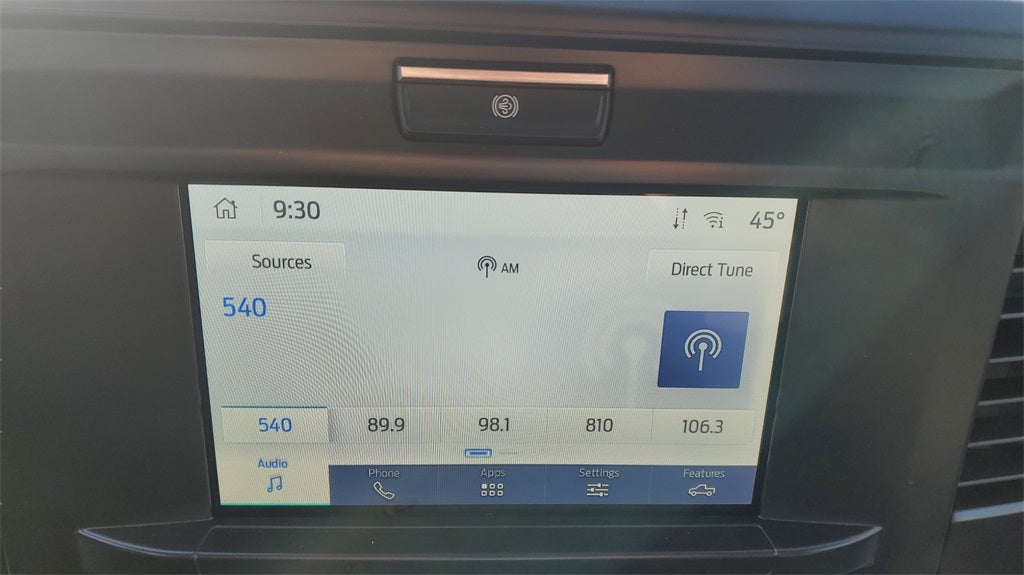 9:30
45°
Sources
AM
Direct Tune
540
540
89.9
98.1
810
106.3
Audio
Phone
Apps
Settings
Features